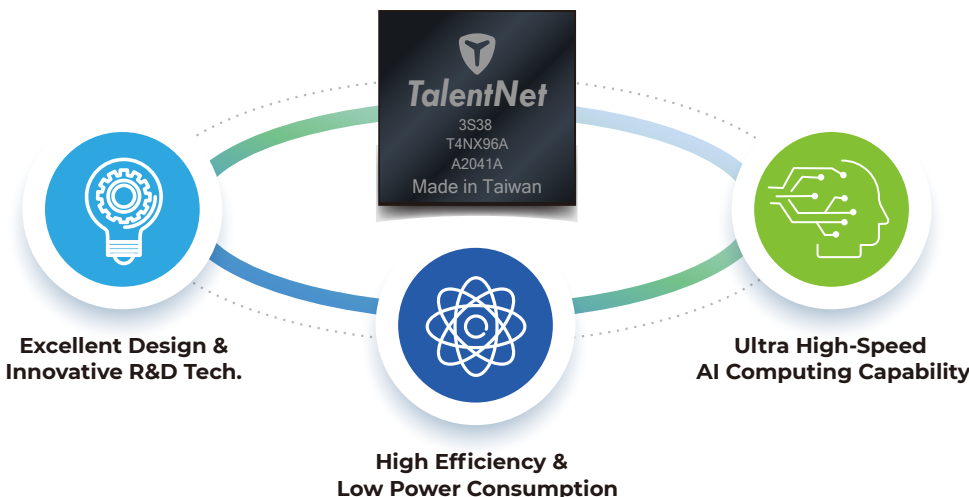 TalentNet
3S38
T4NX96A
A2041A
Made in Taiwan
Excellent Design &
Innovative R&D Tech.
Ultra High-Speed
AI Computing Capability
High Efficiency &
Low Power Consumption